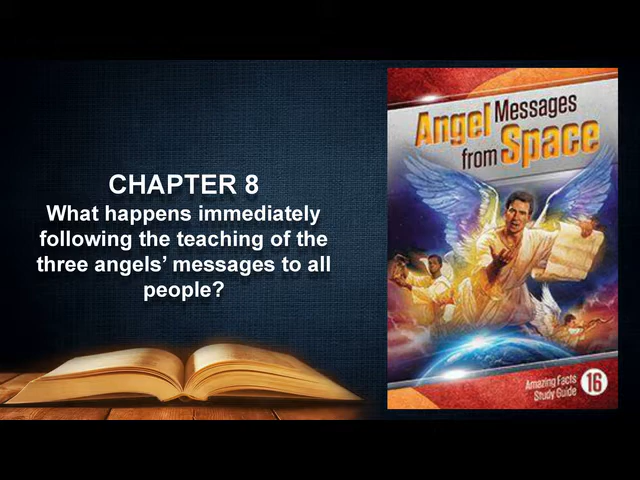 CHAPTER 8
What happens immediately
following the teaching of the
three angels’ messages to all
people?
Angel Messages
from Space
Amazing Facts
Study Guide
16